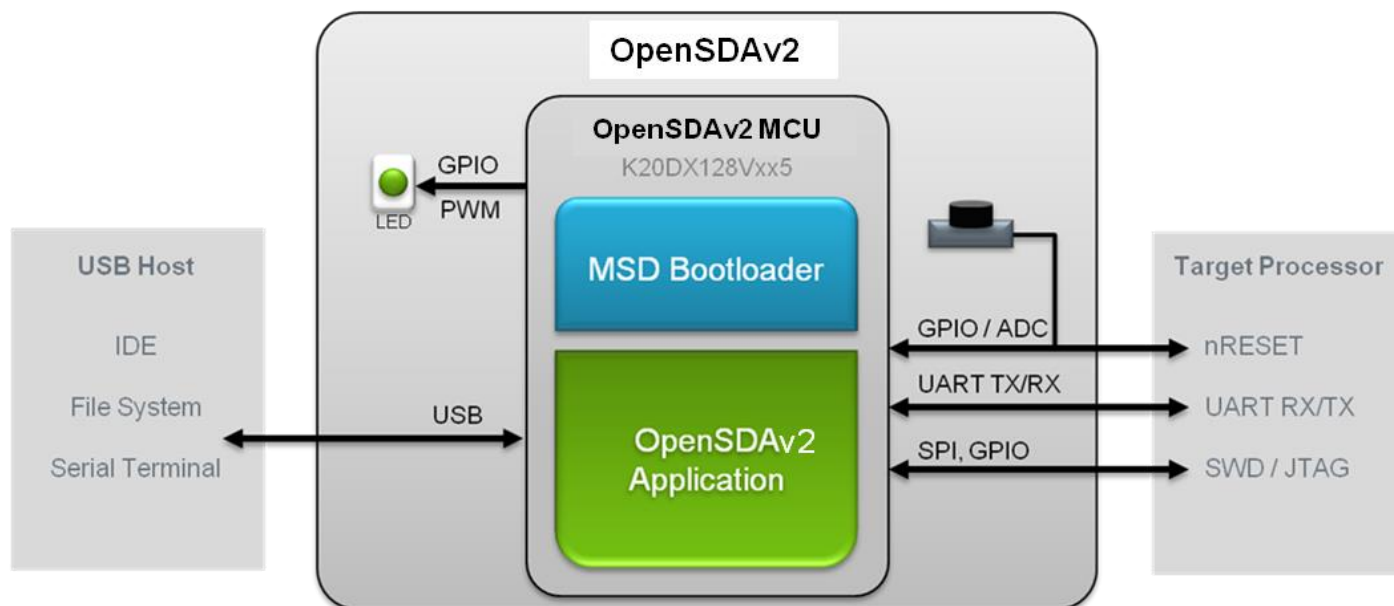 OpenSDAv2
OpenSDAv2 MCU
K20DX128Vxx5
GPIO
PWM
LED
MSD Bootloader
OpenSDAv2
Application
USB Host
IDE
File System
Serial Terminal
USB
GPIO / ADC
UART TX/RX
SPI, GPIO
Target Processor
nRESET
UART RX/TX
SWD / JTAG